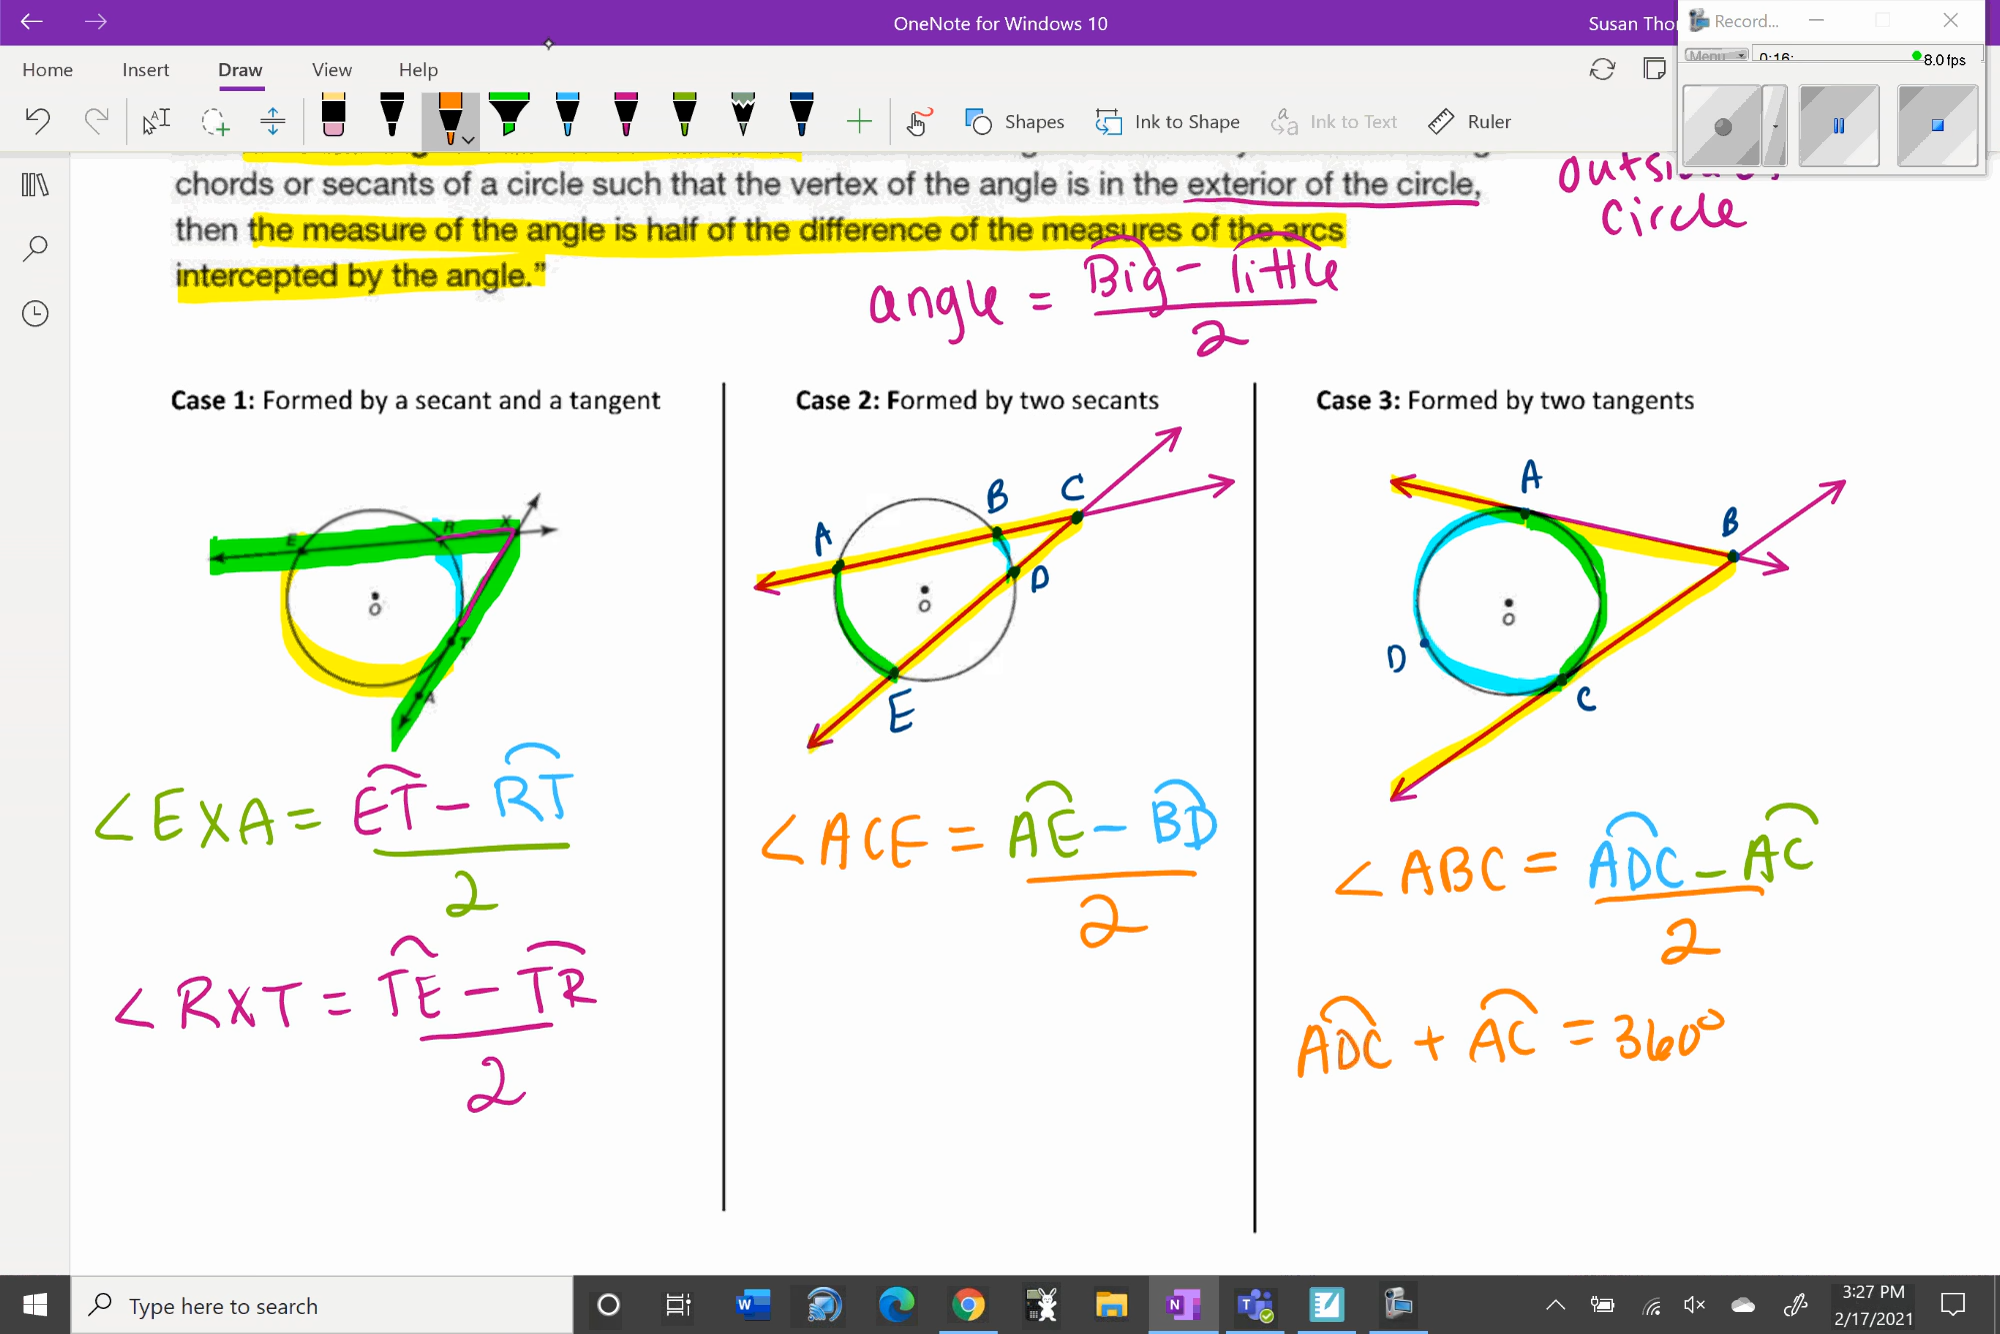 OneNote for Windows 10
Susan Thor
Record...
Home Insert Draw View Help
Menu 0:16: 8.0 fps
Shapes Ink to Shape Ink to Text Ruler
chords or secants of a circle such that the vertex of the angle is in the exterior of the circle,
then the measure of the angle is half of the difference of the measures of the arcs
intercepted by the angle.”
circle
angle = Big - little
2
Case 1: Formed by a secant and a tangent
E R X
O
T
A
∠EXA = ET - RT
2
∠RXT = TE - TR
2
Case 2: Formed by two secants
A B C
O D
E
∠ACE = AE - BD
2
Case 3: Formed by two tangents
A B
O
D C
∠ABC = ADC - AC
2
ADC + AC = 360°
Type here to search
3:27 PM
2/17/2021